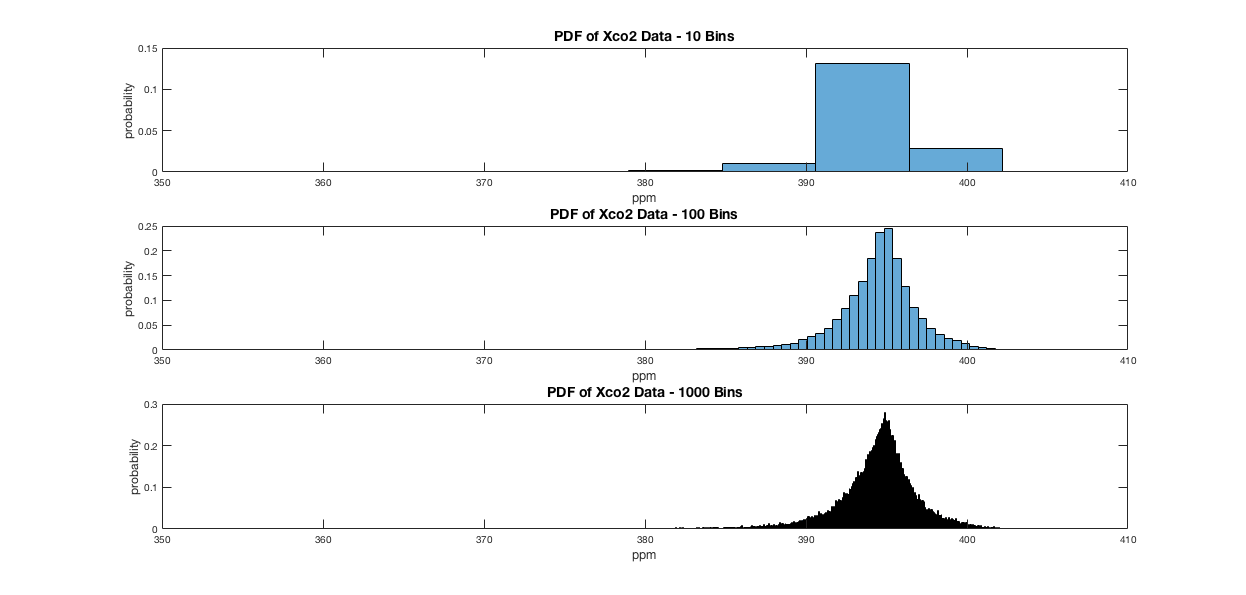 PDF of Xco2 Data - 10 Bins
0.15
0.1
0.05
0
probability
350 360 370 380 390 400 410
ppm
PDF of Xco2 Data - 100 Bins
0.25
0.2
0.15
0.1
0.05
0
probability
350 360 370 380 390 400 410
ppm
PDF of Xco2 Data - 1000 Bins
0.3
0.2
0.1
0
probability
350 360 370 380 390 400 410
ppm